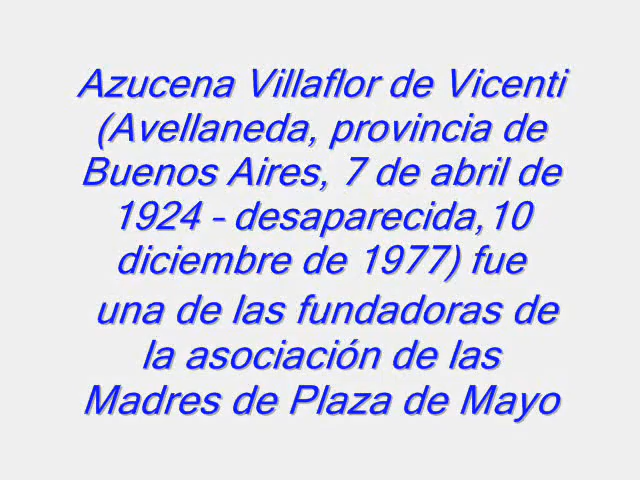 Azucena Villaflor de Vicenti
(Avellaneda, provincia de
Buenos Aires, 7 de abril de
1924 - desaparecida,10
diciembre de 1977) fue
una de las fundadoras de
la asociación de las
Madres de Plaza de Mayo